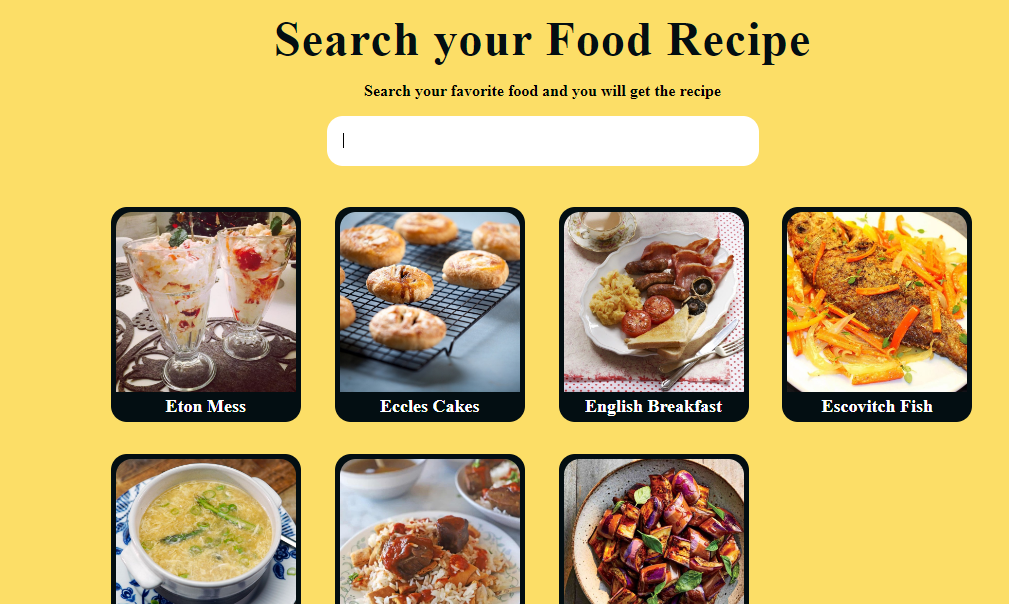 Search your Food Recipe
Search your favorite food and you will get the recipe
Eton Mess
Eccles Cakes
English Breakfast
Escovitch Fish